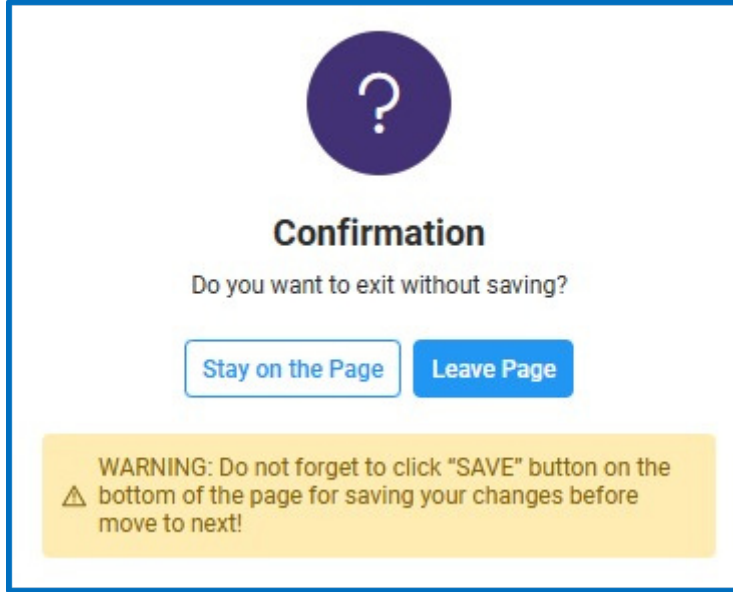 ?
Confirmation
Do you want to exit without saving?
Stay on the Page
Leave Page
WARNING: Do not forget to click “SAVE” button on the
bottom of the page for saving your changes before
move to next!